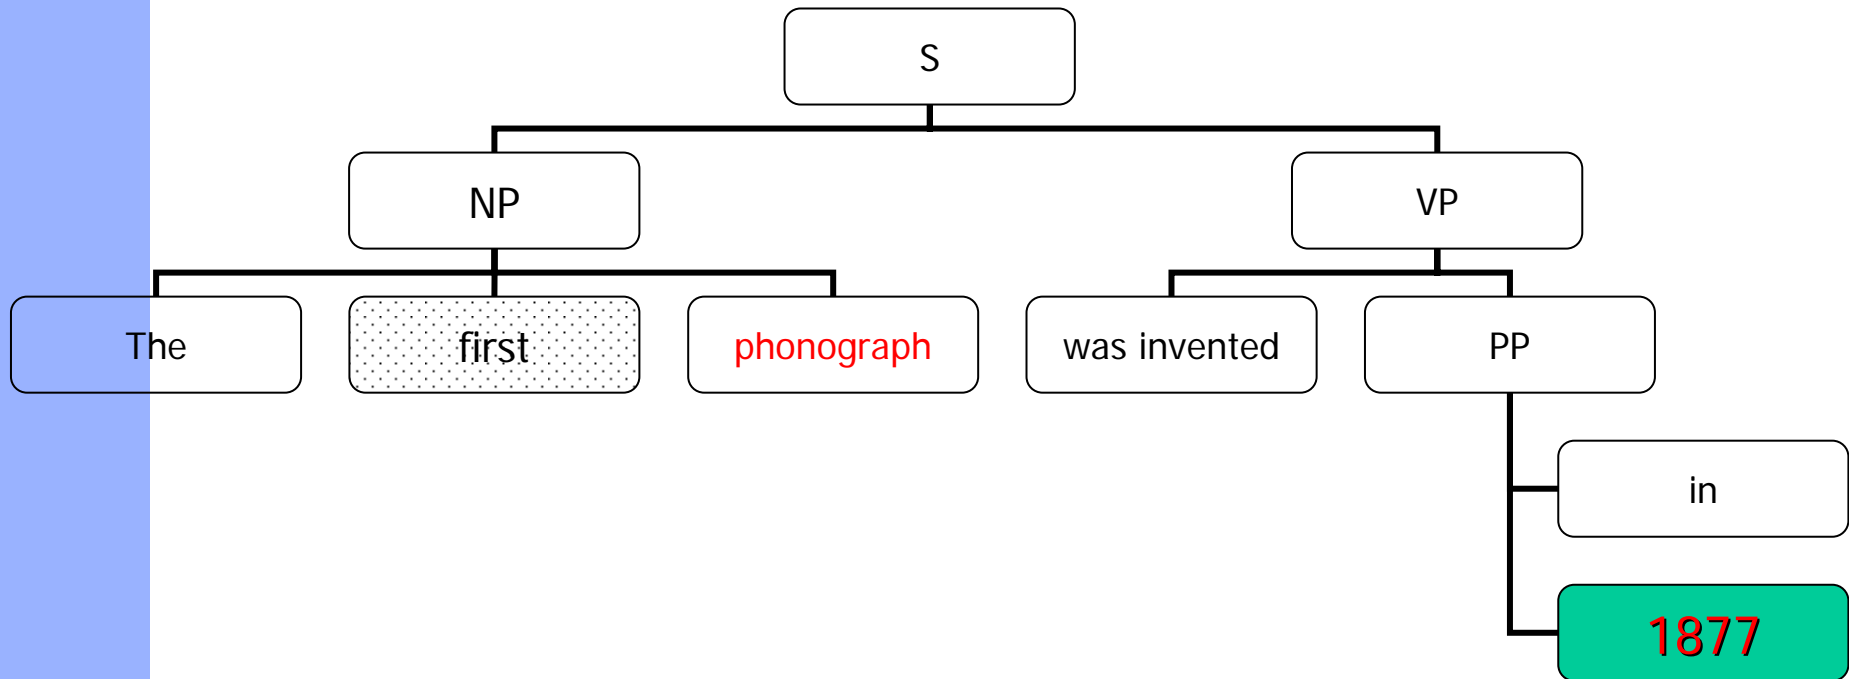 S
NP
VP
The
first
phonograph
was invented
PP
in
1877